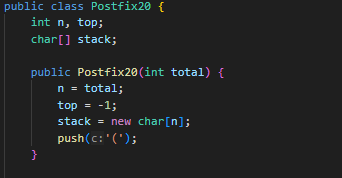 public class Postfix20 {
    int n, top;
    char[] stack;

    public Postfix20(int total) {
        n = total;
        top = -1;
        stack = new char[n];
        push(c:'(');
    }